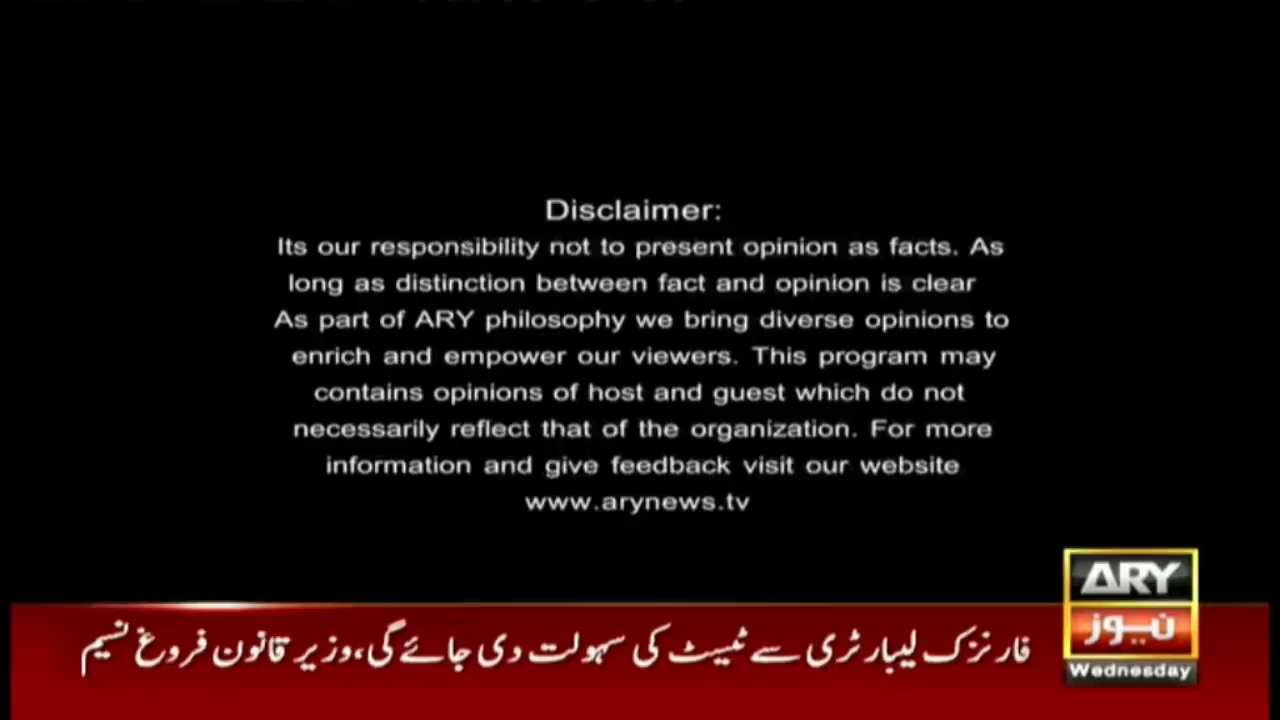 Disclaimer:
Its our responsibility not to present opinion as facts. As
long as distinction between fact and opinion is clear
As part of ARY philosophy we bring diverse opinions to
enrich and empower our viewers. This program may
contains opinions of host and guest which do not
necessarily reflect that of the organization. For more
information and give feedback visit our website
www.arynews.tv
ARY
نیوز
Wednesday
فارنزک لیبارٹری سے ٹیسٹ کی سہولت دی جائے گی،وزیر قانون فروغ نسیم